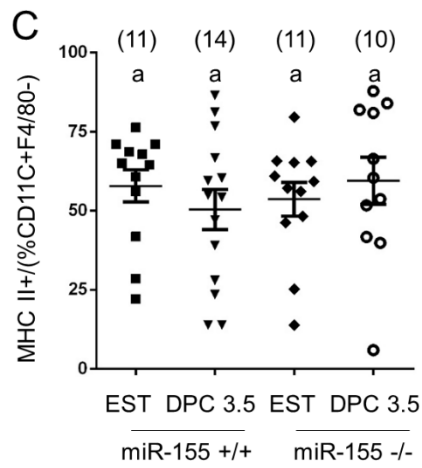 C
(11) (14) (11) (10)
a a a a
MHC II+/(%CD11C+F4/80-)
100
75
50
25
0
EST DPC 3.5 EST DPC 3.5
miR-155 +/+ miR-155 -/-